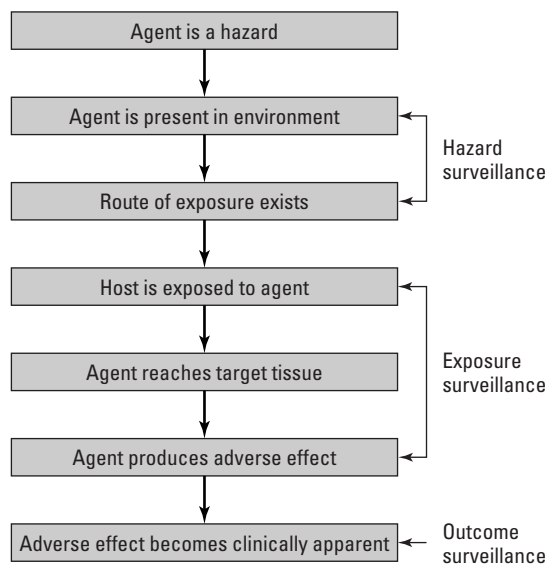 Agent is a hazard
Agent is present in environment
Hazard
surveillance
Route of exposure exists
Host is exposed to agent
Agent reaches target tissue
Exposure
surveillance
Agent produces adverse effect
Adverse effect becomes clinically apparent
Outcome
surveillance